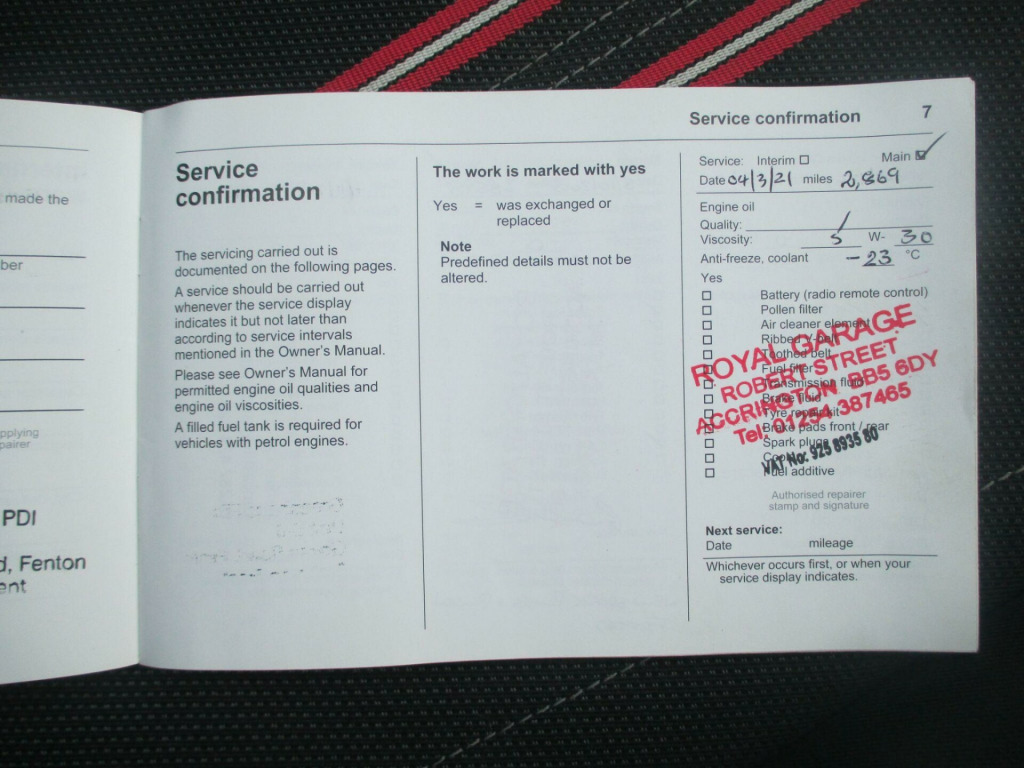 made the
ber
pplying
pairer
PDI
d, Fenton
ent
Service confirmation 7
Service
confirmation
The servicing carried out is
documented on the following pages.
A service should be carried out
whenever the service display
indicates it but not later than
according to service intervals
mentioned in the Owner's Manual.
Please see Owner's Manual for
permitted engine oil qualities and
engine oil viscosities.
A filled fuel tank is required for
vehicles with petrol engines.
The work is marked with yes
Yes = was exchanged or
replaced
Note
Predefined details must not be
altered.
Service: Interim Main
Date 04/3/21 miles 2,869
Engine oil
Quality: /
Viscosity: 5 W- 30
Anti-freeze, coolant -23 °C
Yes
Battery (radio remote control)
Pollen filter
Air cleaner element
Ribbed V-belt
Toothed belt
Fuel filter
Transmission fluid
Brake fluid
Tyre repair kit
Brake pads front / rear
Spark plugs
Fuel additive
ROYAL GARAGE
ROBERT STREET
ACCRINGTON BB5 6DY
Tel: 01254 387465
VAT No: 925 8935 80
Authorised repairer
stamp and signature
Next service:
Date mileage
Whichever occurs first, or when your
service display indicates.